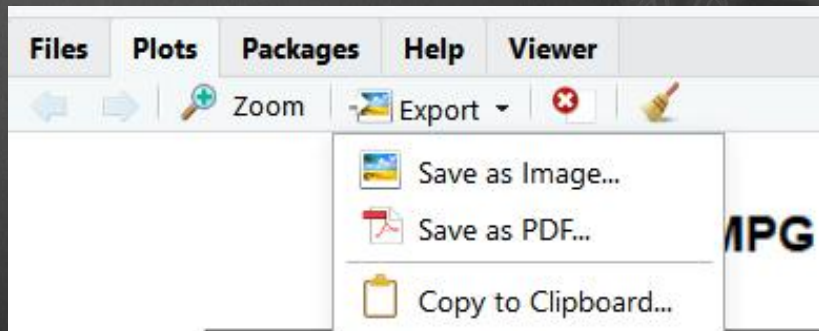 Files Plots Packages Help Viewer
Zoom Export
Save as Image...
Save as PDF...
MPG
Copy to Clipboard...